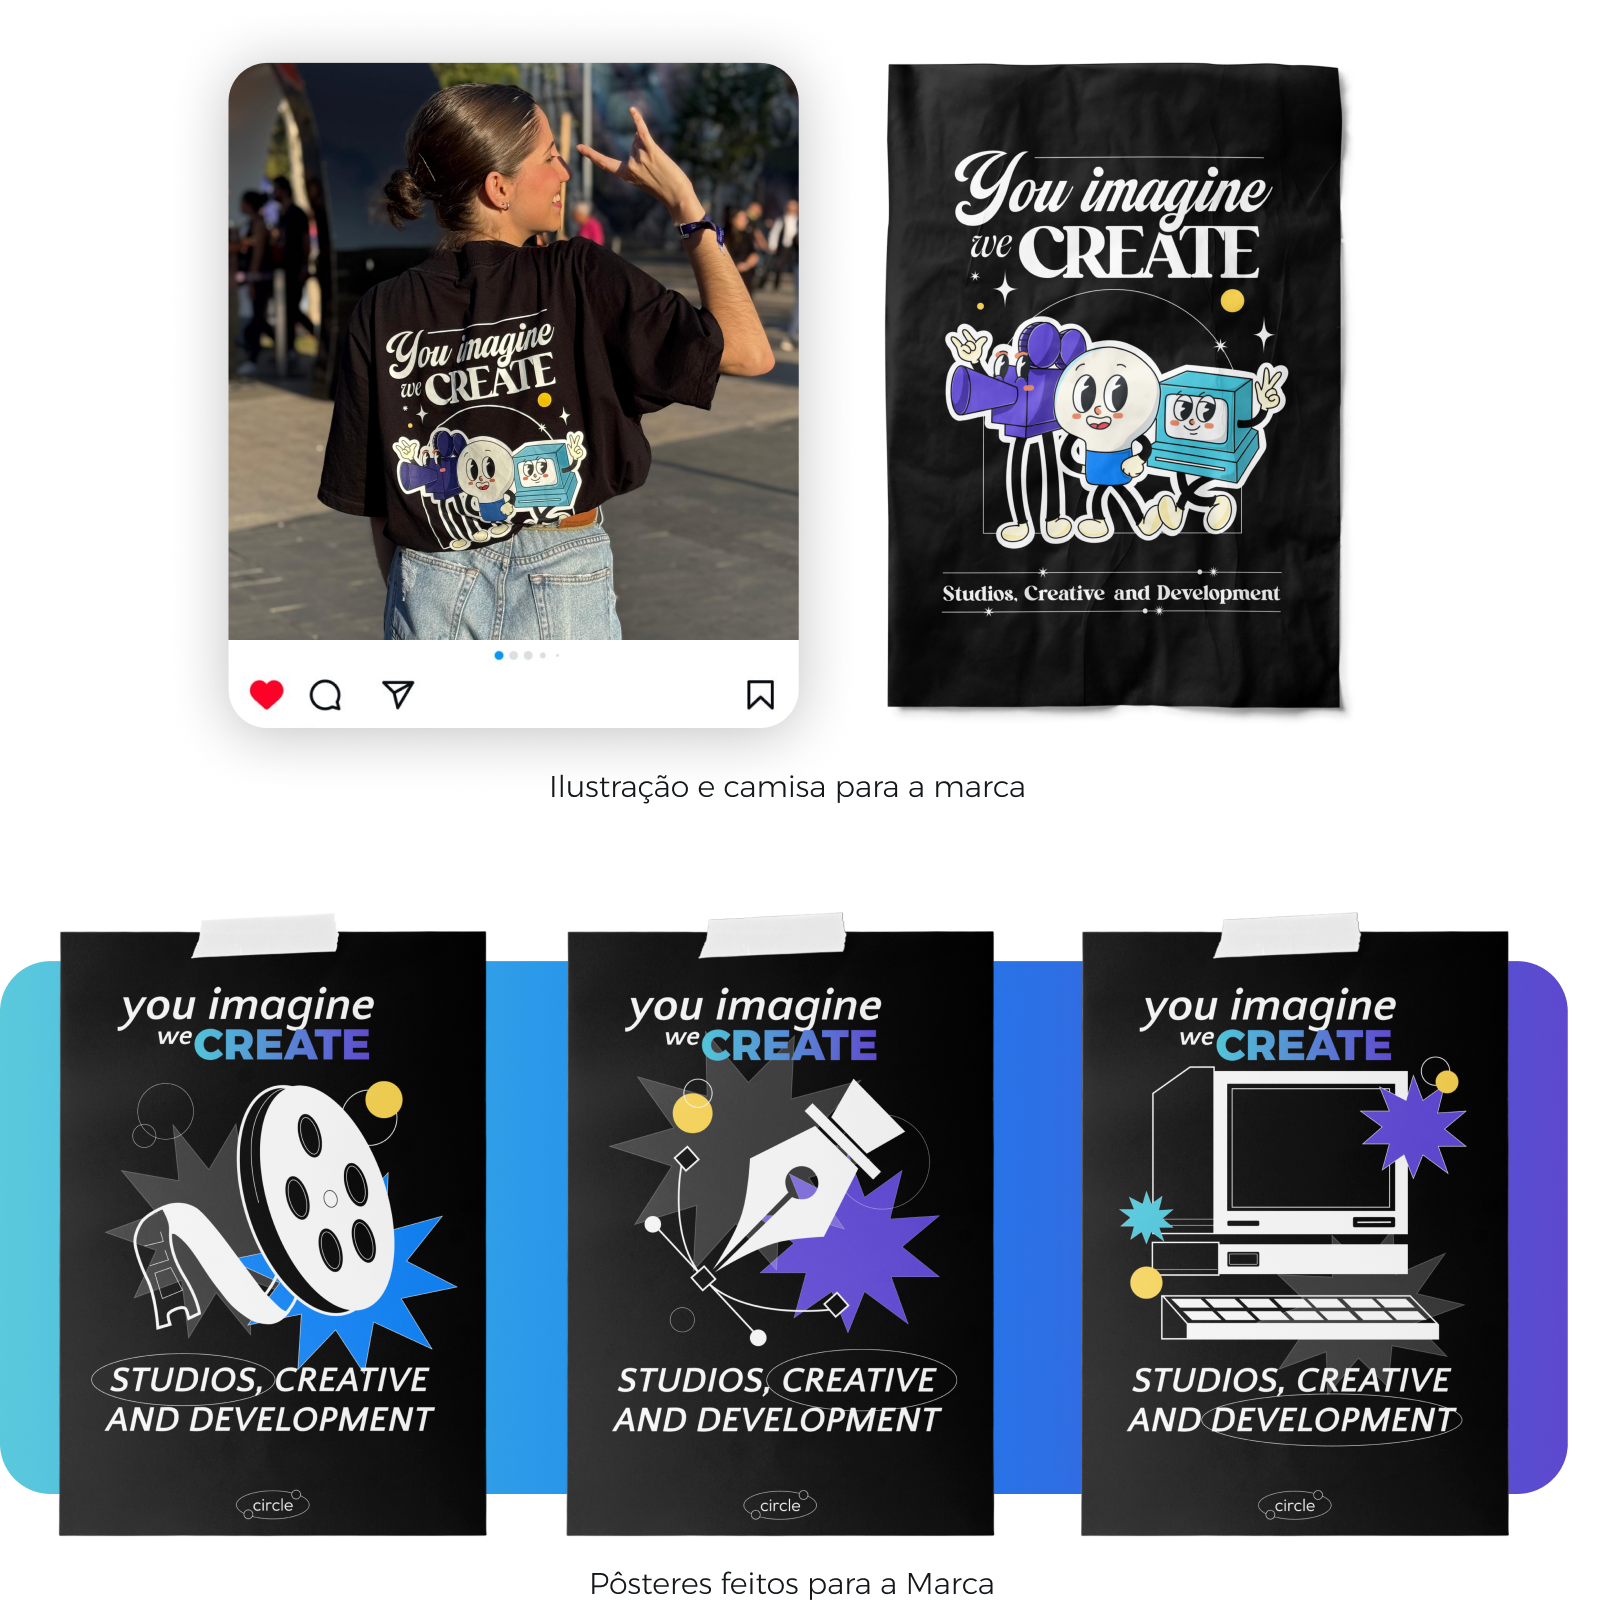 You imagine
we CREATE
You imagine
we CREATE
Studios, Creative and Development
Ilustração e camisa para a marca
you imagine
we CREATE
STUDIOS, CREATIVE
AND DEVELOPMENT
circle
you imagine
we CREATE
STUDIOS, CREATIVE
AND DEVELOPMENT
circle
you imagine
we CREATE
STUDIOS, CREATIVE
AND DEVELOPMENT
circle
Pôsteres feitos para a Marca